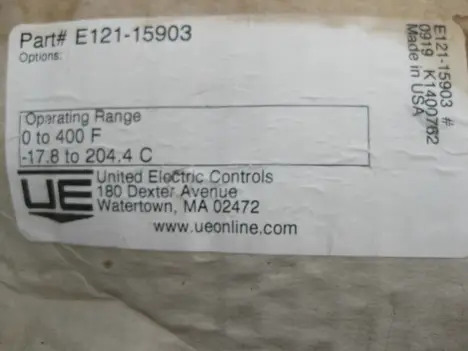 Part# E121-15903
Options:
Operating Range
0 to 400 F
-17.8 to 204.4 C
UE
United Electric Controls
180 Dexter Avenue
Watertown, MA 02472
www.ueonline.com
E121-15903 #
0919 K1400762
Made in USA